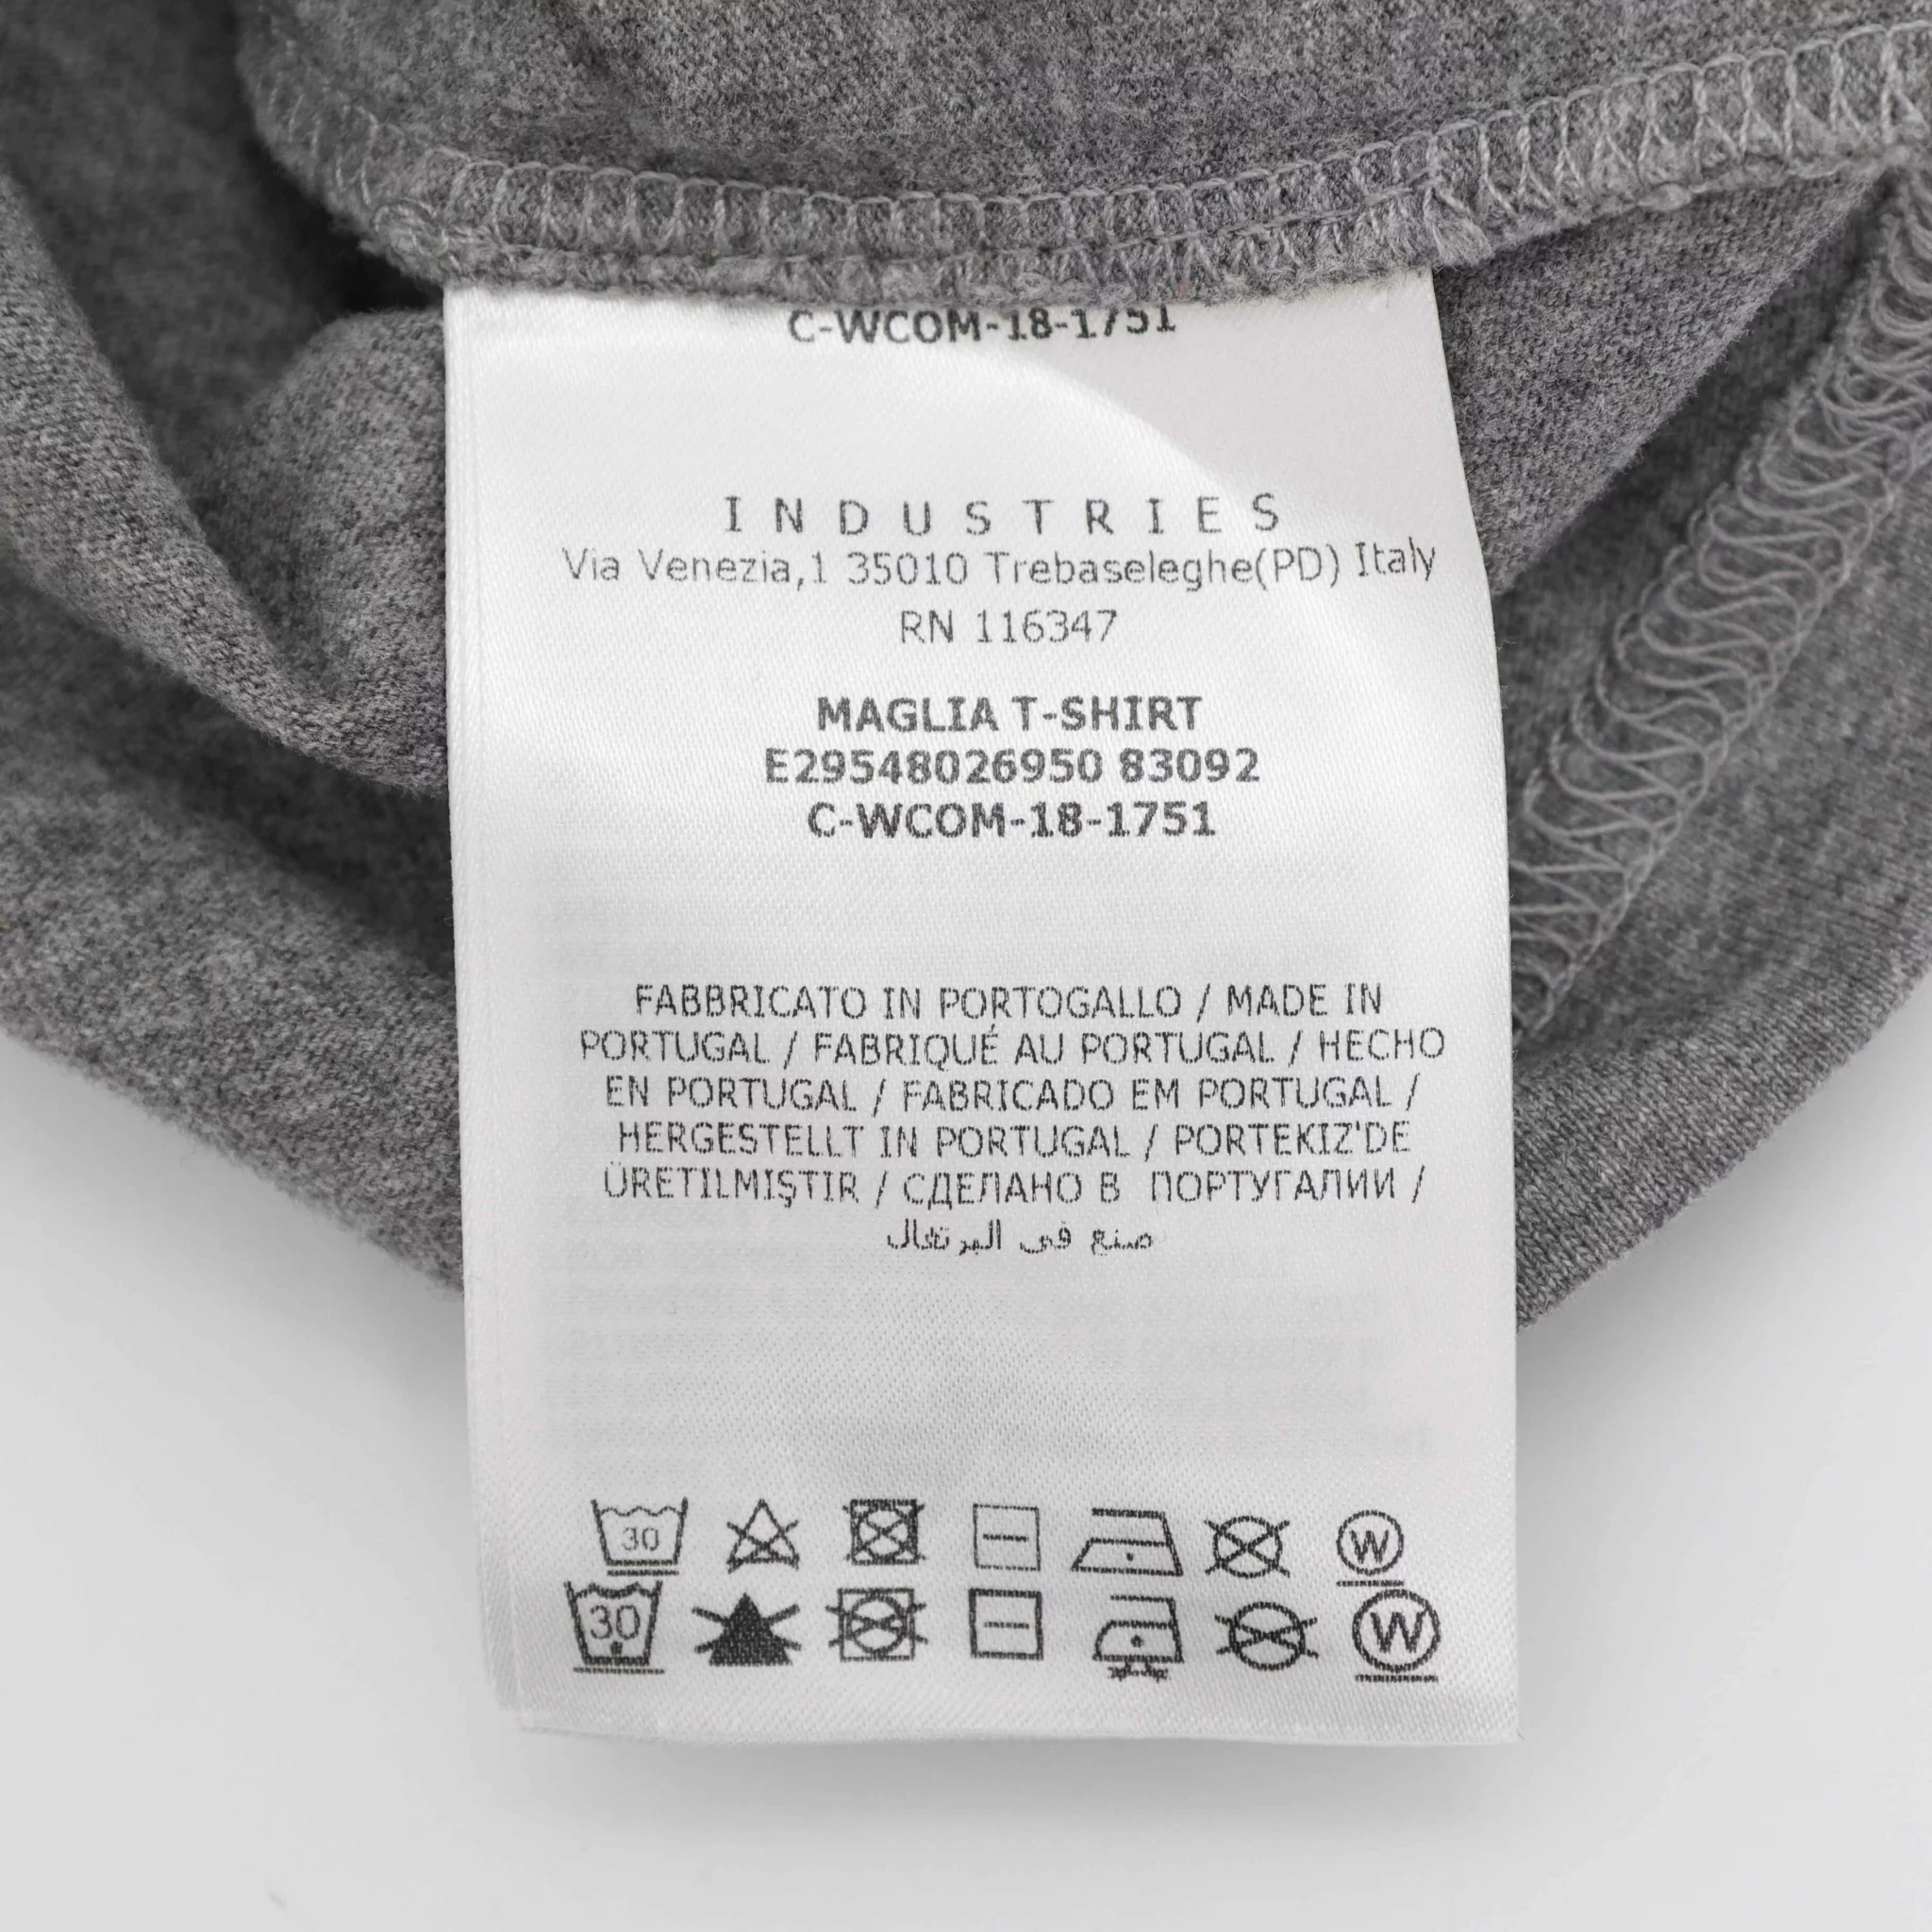 C-WCOM-18-1751
INDUSTRIES
Via Venezia,1 35010 Trebaseleghe(PD) Italy
RN 116347
MAGLIA T-SHIRT
E29548026950 83092
C-WCOM-18-1751
FABBRICATO IN PORTOGALLO / MADE IN
PORTUGAL / FABRIQUÉ AU PORTUGAL / HECHO
EN PORTUGAL / FABRICADO EM PORTUGAL /
HERGESTELLT IN PORTUGAL / PORTEKIZ'DE
ÜRETILMIŞTIR / СДЕЛАНО В ПОРТУГАЛИИ /
صنع في البرتغال
30 W
30 W